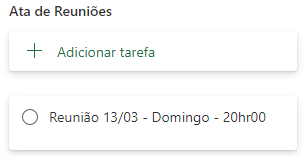 Ata de Reuniões
Adicionar tarefa
Reunião 13/03 - Domingo - 20hr00